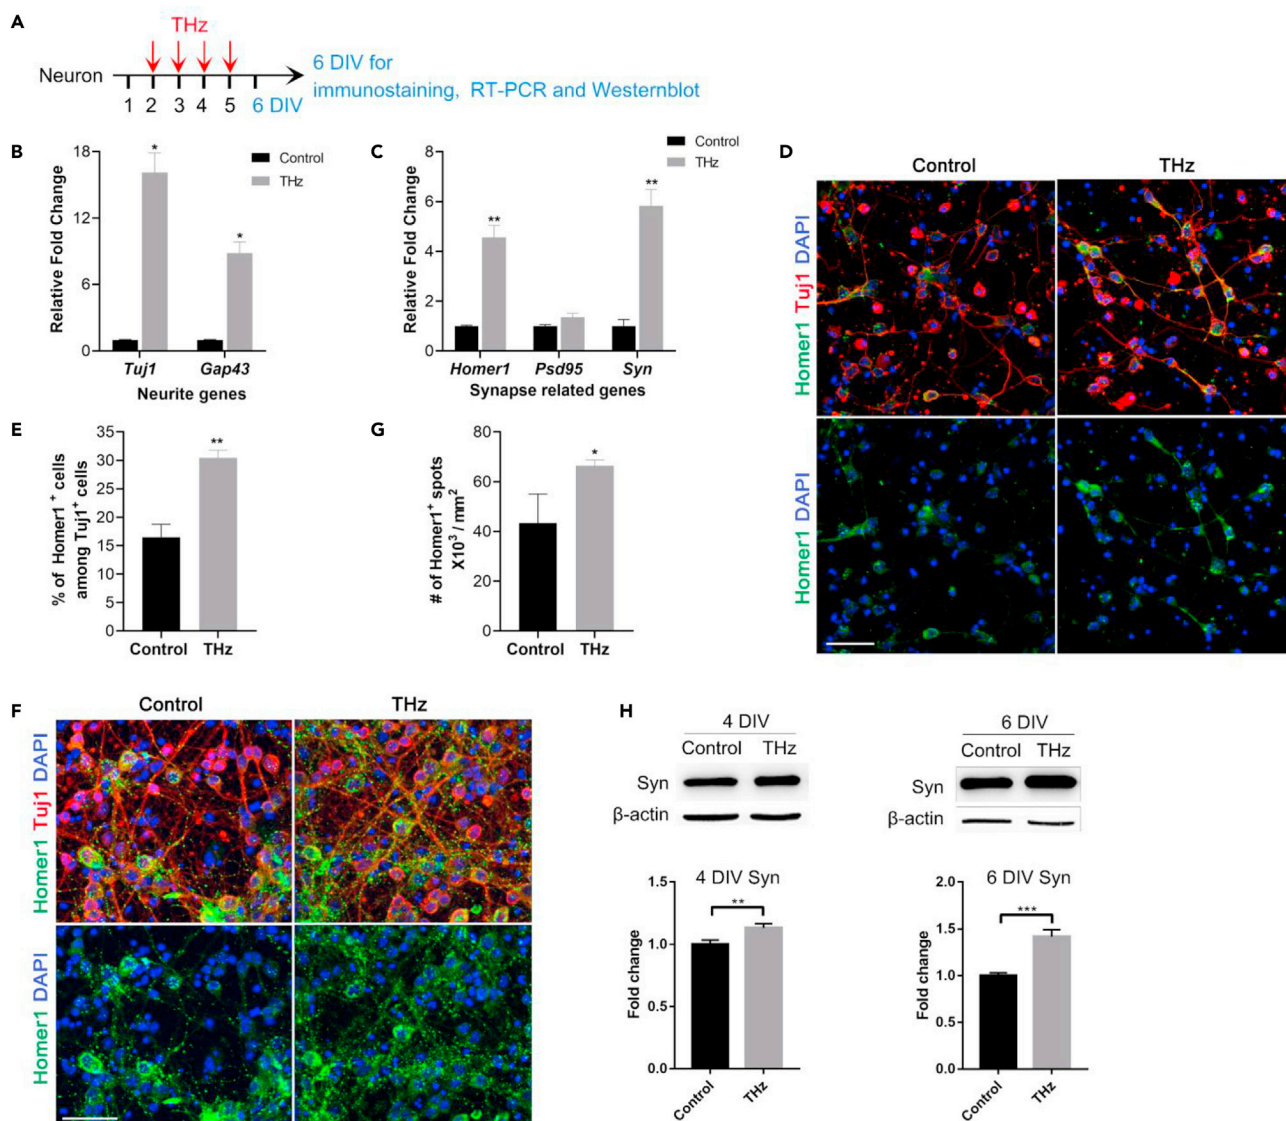 A
THz
Neuron
1 2 3 4 5 6 DIV
6 DIV for
immunostaining, RT-PCR and Westernblot
B
Relative Fold Change
18
12
6
0
*
*
Control
THz
Tuj1 Gap43
Neurite genes
C
Relative Fold Change
8
6
4
2
0
**
**
Control
THz
Homer1 Psd95 Syn
Synapse related genes
D
Control THz
Homer1 Tuj1 DAPI
Homer1 DAPI
E
% of Homer1⁺ cells
among Tuj1⁺ cells
35
30
25
20
15
10
5
0
**
Control THz
G
# of Homer1⁺ spots
X10³ / mm²
80
60
40
20
0
*
Control THz
F
Control THz
Homer1 Tuj1 DAPI
Homer1 DAPI
H
4 DIV
Control THz
Syn
β-actin
6 DIV
Control THz
Syn
β-actin
4 DIV Syn
Fold change
1.5
1.0
0.5
0.0
**
Control
THz
6 DIV Syn
Fold change
2.0
1.5
1.0
0.5
0.0
***
Control
THz